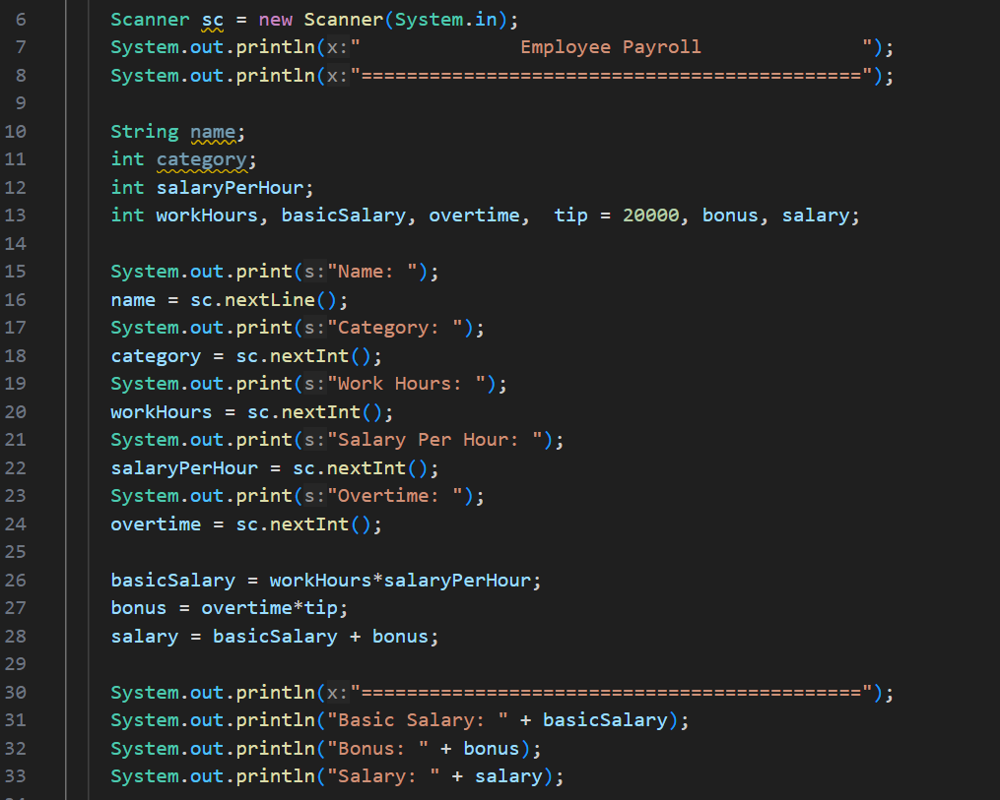 6 Scanner sc = new Scanner(System.in);
7 System.out.println(x:"              Employee Payroll              ");
8 System.out.println(x:"============================================");
9
10 String name;
11 int category;
12 int salaryPerHour;
13 int workHours, basicSalary, overtime,  tip = 20000, bonus, salary;
14
15 System.out.print(s:"Name: ");
16 name = sc.nextLine();
17 System.out.print(s:"Category: ");
18 category = sc.nextInt();
19 System.out.print(s:"Work Hours: ");
20 workHours = sc.nextInt();
21 System.out.print(s:"Salary Per Hour: ");
22 salaryPerHour = sc.nextInt();
23 System.out.print(s:"Overtime: ");
24 overtime = sc.nextInt();
25
26 basicSalary = workHours*salaryPerHour;
27 bonus = overtime*tip;
28 salary = basicSalary + bonus;
29
30 System.out.println(x:"============================================");
31 System.out.println("Basic Salary: " + basicSalary);
32 System.out.println("Bonus: " + bonus);
33 System.out.println("Salary: " + salary);